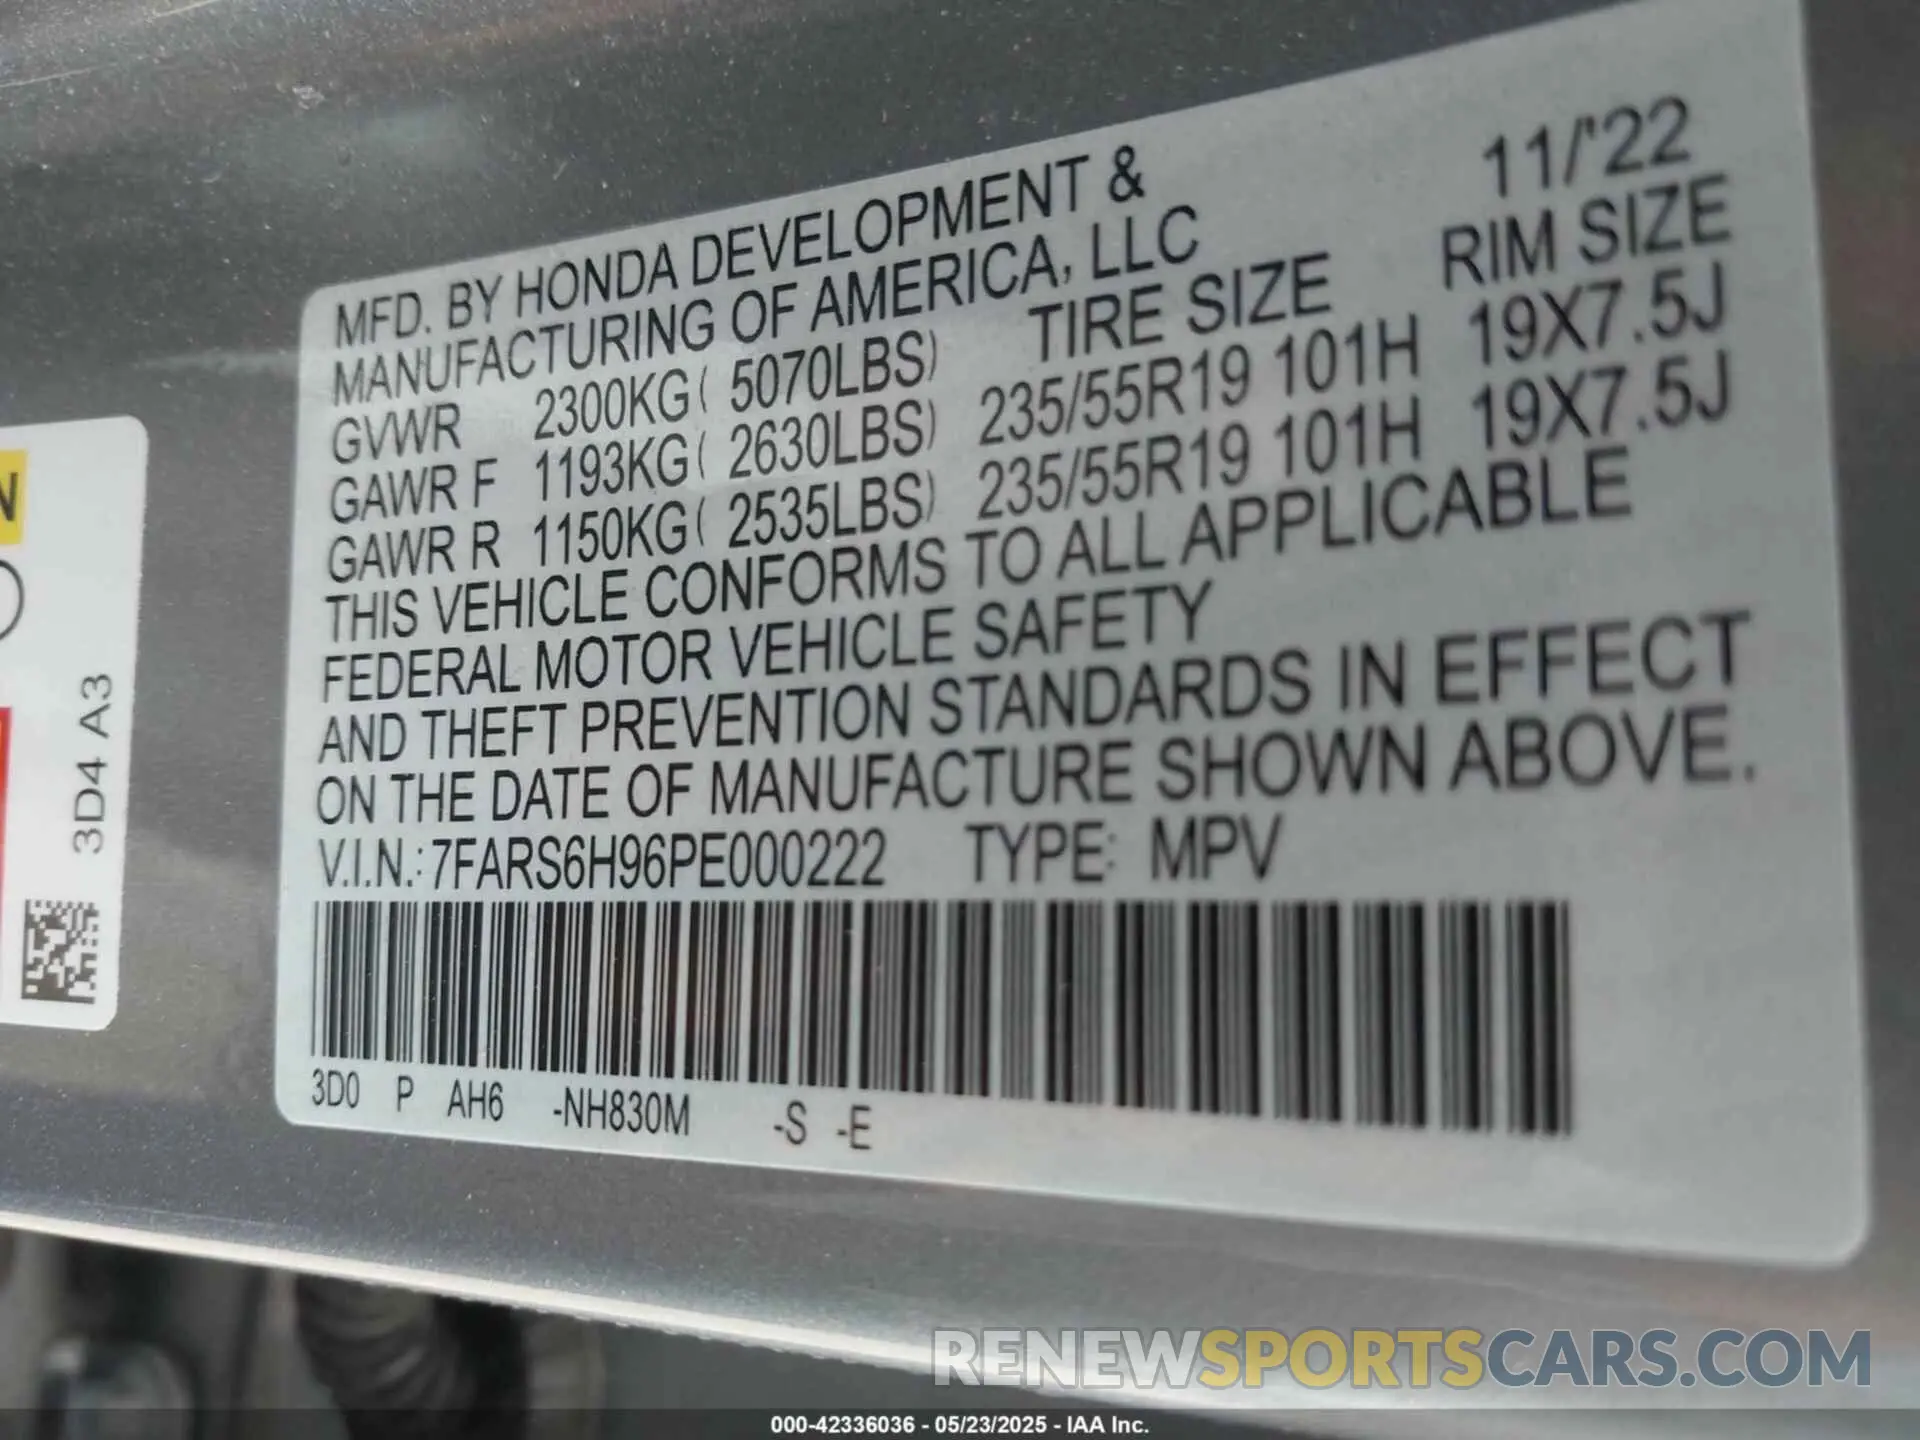 MFD. BY HONDA DEVELOPMENT & 11/'22
MANUFACTURING OF AMERICA, LLC RIM SIZE
GVWR 2300KG( 5070LBS) TIRE SIZE
GAWR F 1193KG( 2630LBS) 235/55R19 101H 19X7.5J
GAWR R 1150KG( 2535LBS) 235/55R19 101H 19X7.5J
THIS VEHICLE CONFORMS TO ALL APPLICABLE
FEDERAL MOTOR VEHICLE SAFETY
AND THEFT PREVENTION STANDARDS IN EFFECT
ON THE DATE OF MANUFACTURE SHOWN ABOVE.
V.I.N.: 7FARS6H96PE000222 TYPE: MPV
3D0 P AH6 -NH830M -S -E
N
3D4 A3
RENEWSPORTSCARS.COM
000-42336036 - 05/23/2025 - IAA Inc.